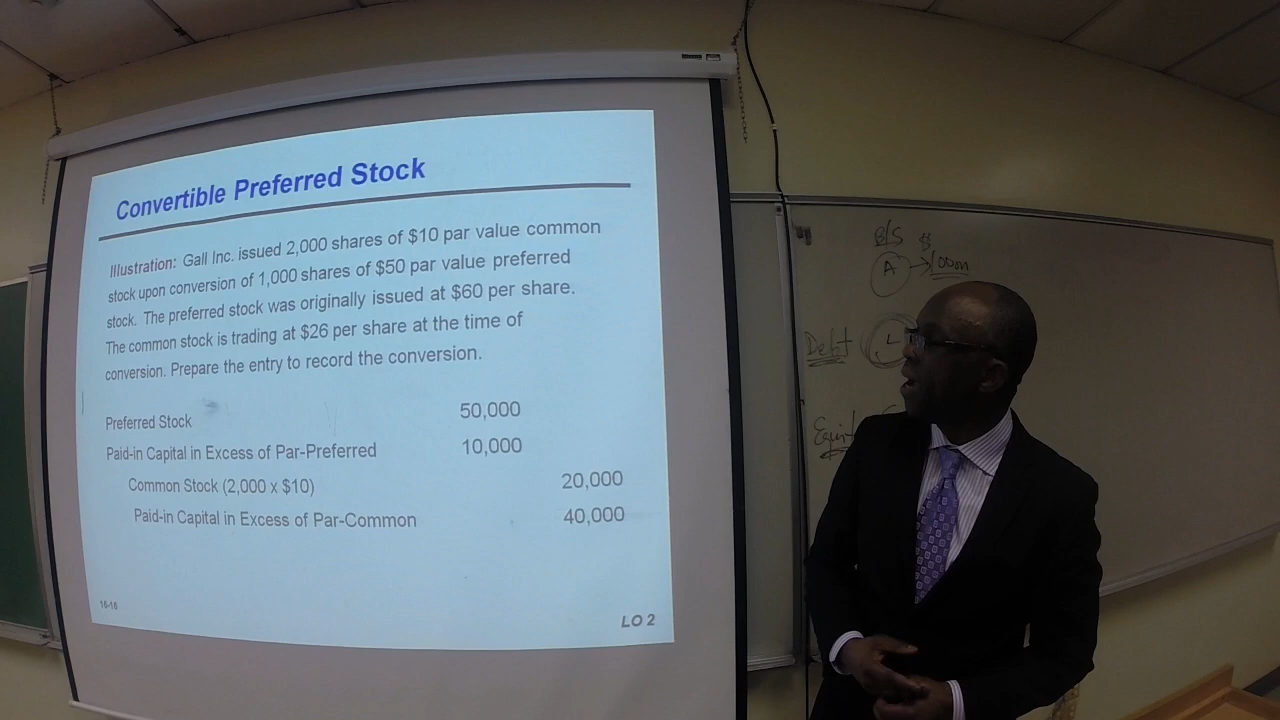 Convertible Preferred Stock
Illustration: Gall Inc. issued 2,000 shares of $10 par value common
stock upon conversion of 1,000 shares of $50 par value preferred
stock. The preferred stock was originally issued at $60 per share.
The common stock is trading at $26 per share at the time of
conversion. Prepare the entry to record the conversion.
Preferred Stock 50,000
Paid-in Capital in Excess of Par-Preferred 10,000
Common Stock (2,000 x $10) 20,000
Paid-in Capital in Excess of Par-Common 40,000
16-16
LO 2
B/S $
A 100m
Debt L